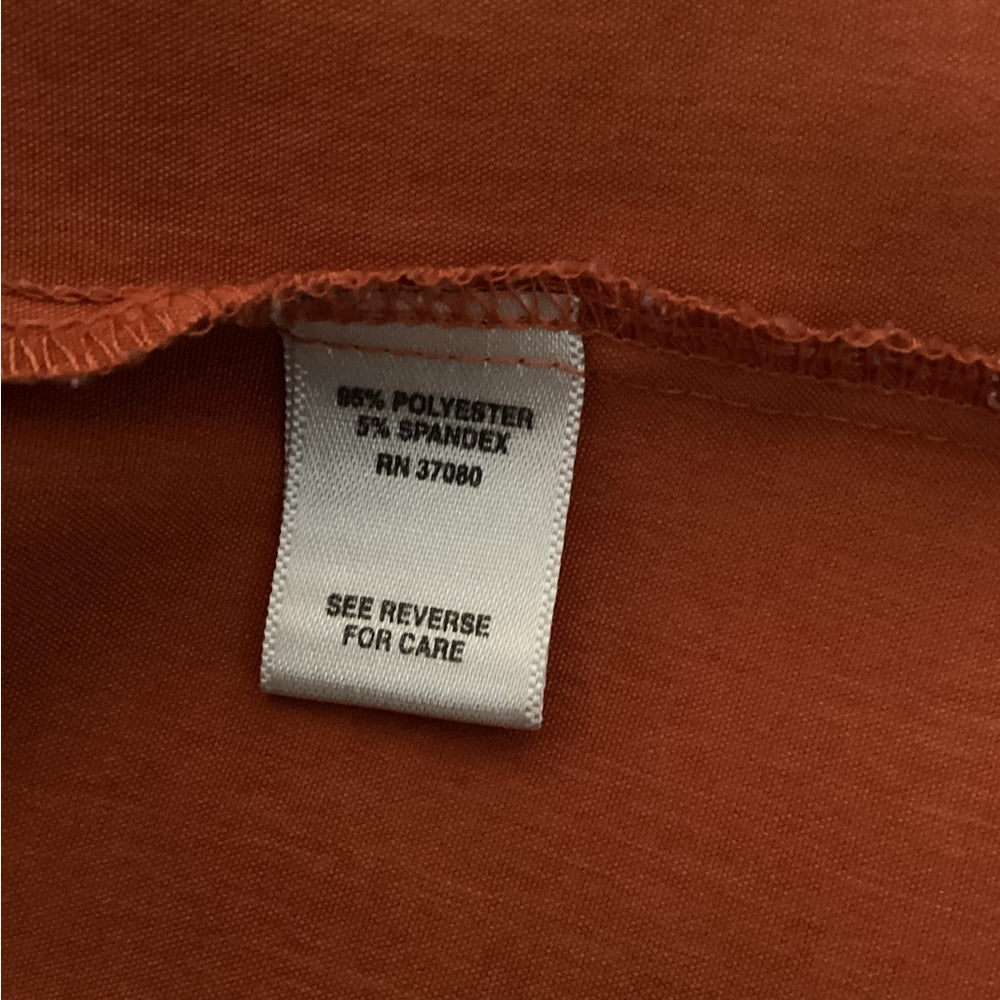 95% POLYESTER
5% SPANDEX
RN 37080
SEE REVERSE
FOR CARE